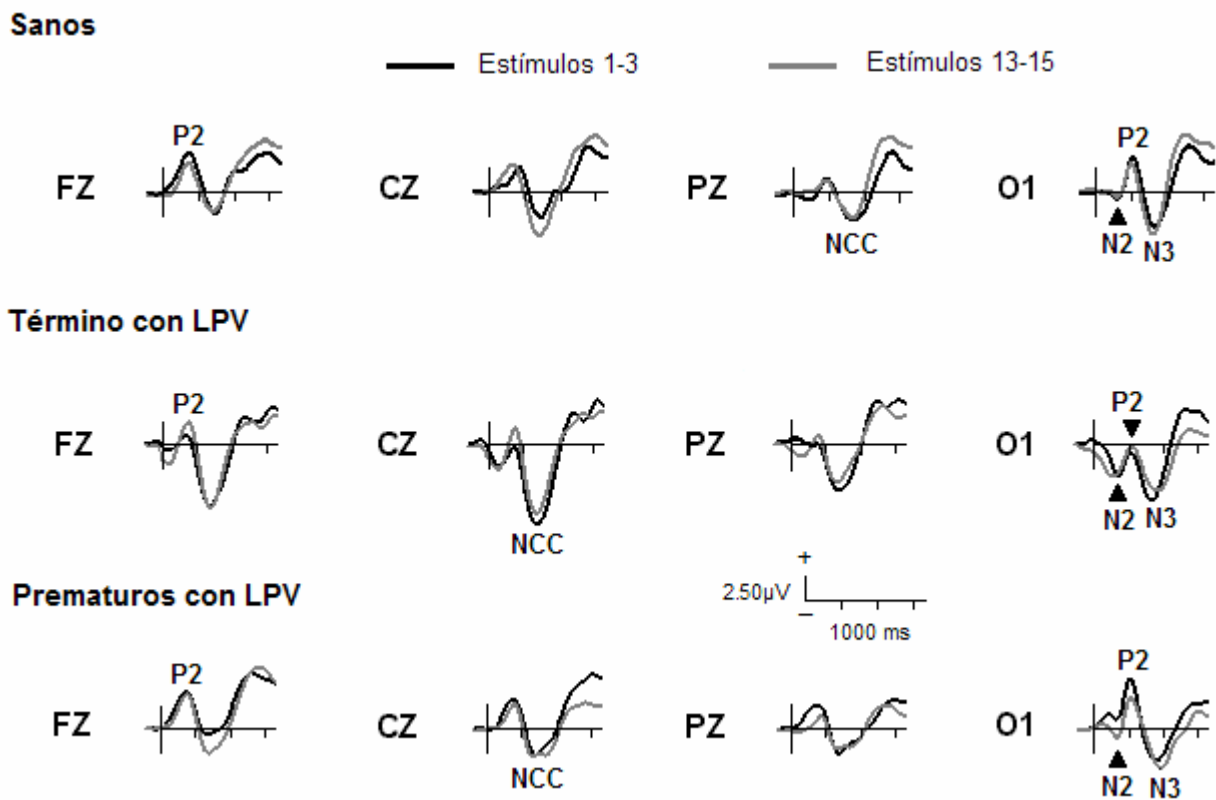 Sanos
Estímulos 1-3 Estímulos 13-15
P2 P2
FZ CZ PZ O1
NCC N2 N3
Término con LPV
P2 P2
FZ CZ PZ O1
NCC N2 N3
Prematuros con LPV
+
2.50µV
–
1000 ms
P2 P2
FZ CZ PZ O1
NCC N2 N3